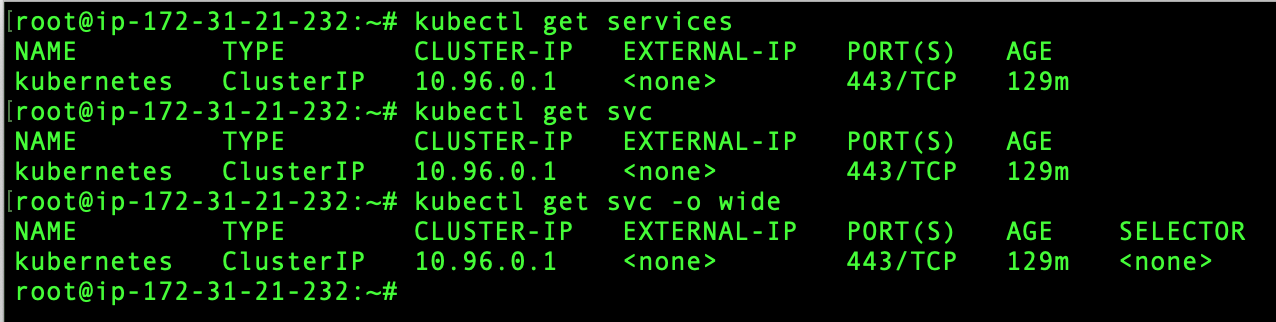 [root@ip-172-31-21-232:~# kubectl get services
NAME TYPE CLUSTER-IP EXTERNAL-IP PORT(S) AGE
kubernetes ClusterIP 10.96.0.1 <none> 443/TCP 129m
[root@ip-172-31-21-232:~# kubectl get svc
NAME TYPE CLUSTER-IP EXTERNAL-IP PORT(S) AGE
kubernetes ClusterIP 10.96.0.1 <none> 443/TCP 129m
[root@ip-172-31-21-232:~# kubectl get svc -o wide
NAME TYPE CLUSTER-IP EXTERNAL-IP PORT(S) AGE SELECTOR
kubernetes ClusterIP 10.96.0.1 <none> 443/TCP 129m <none>
root@ip-172-31-21-232:~#